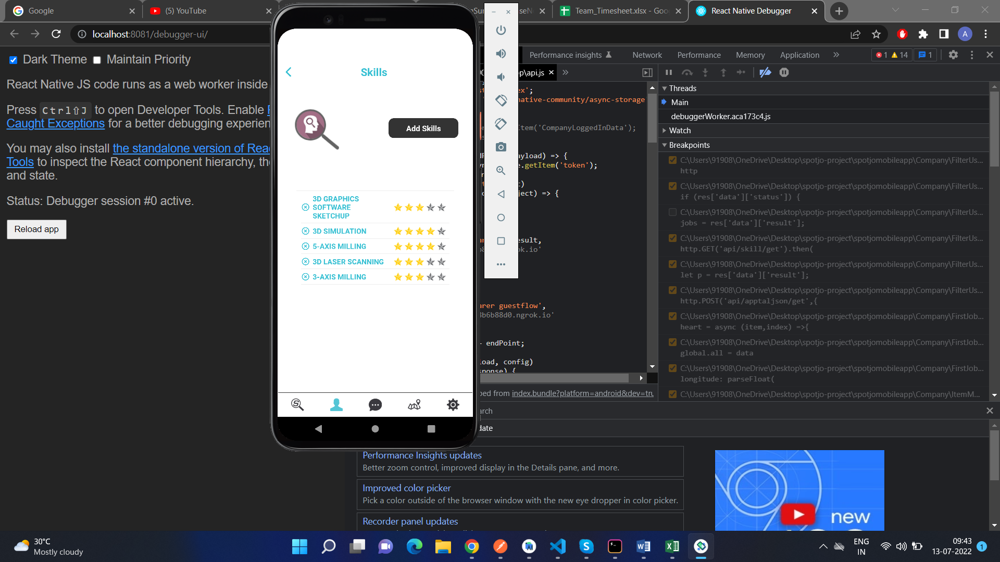 Google
(5) YouTube
Team_Timesheet.xlsx - Goo
React Native Debugger
localhost:8081/debugger-ui/
Dark Theme
Maintain Priority
React Native JS code runs as a web worker inside
Press Ctrl⇧J to open Developer Tools. Enable
Caught Exceptions for a better debugging experien
You may also install the standalone version of Rea
Tools to inspect the React component hierarchy, th
and state.
Status: Debugger session #0 active.
Reload app
Skills
Add Skills
3D GRAPHICS
SOFTWARE
SKETCHUP
3D SIMULATION
5-AXIS MILLING
3D LASER SCANNING
3-AXIS MILLING
Performance insights
Network
Performance
Memory
Application
1
14
1
A
p\api.js
ex';
native-community/async-storage
Item('CompanyLoggedInData');
ayload) => {
e.getItem('token');
t)
ject) => {
esult,
ok.io'
arer guestflow',
3b6b88d0.ngrok.io'
+ endPoint;
load, config)
sponse) {
ped from index.bundle?platform=android&dev=tru
Threads
Main
debuggerWorker.aca173c4.js
Watch
Breakpoints
C:\Users\91908\OneDrive\Desktop\spotjo-project\spotjomobileapp\Company\FilterUs...
http
C:\Users\91908\OneDrive\Desktop\spotjo-project\spotjomobileapp\Company\FilterUs...
if (res['data']['status']) {
C:\Users\91908\OneDrive\Desktop\spotjo-project\spotjomobileapp\Company\FilterUs...
jobs = res['data']['result'];
C:\Users\91908\OneDrive\Desktop\spotjo-project\spotjomobileapp\Company\FilterUs...
http.GET('api/skill/get').then(
C:\Users\91908\OneDrive\Desktop\spotjo-project\spotjomobileapp\Company\FilterUs...
let p = res['data']['result'];
C:\Users\91908\OneDrive\Desktop\spotjo-project\spotjomobileapp\Company\FilterUs...
http.POST('api/apptaljson/get',{
C:\Users\91908\OneDrive\Desktop\spotjo-project\spotjomobileapp\Company\FirstJob...
heart = async (item,index) =>{
C:\Users\91908\OneDrive\Desktop\spotjo-project\spotjomobileapp\Company\FirstJob...
global.all = data
C:\Users\91908\OneDrive\Desktop\spotjo-project\spotjomobileapp\Company\FirstJob...
longitude: parseFloat(
C:\Users\91908\OneDrive\Desktop\spotjo-project\spotjomobileapp\Company\ItemM...
arch
date
Performance Insights updates
Better zoom control, improved display in the Details pane, and more.
Improved color picker
Pick a color outside of the browser window with the new eye dropper in color picker.
Recorder panel updates
new
30°C
Mostly cloudy
ENG
IN
09:43
13-07-2022
1